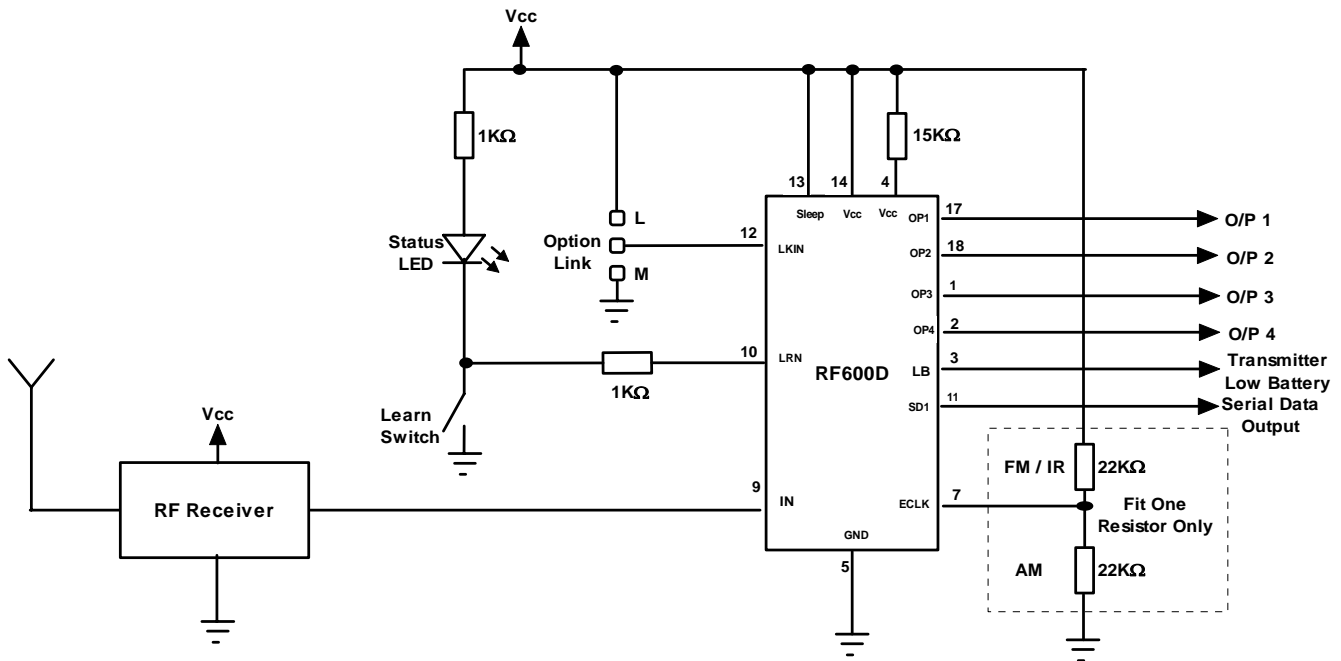 Vcc
1KΩ
15KΩ
13
14
4
Sleep
Vcc
Vcc
L
Option
Link
M
12
LKIN
Status
LED
OP1
17
O/P 1
OP2
18
O/P 2
OP3
1
O/P 3
OP4
2
O/P 4
10
LRN
1KΩ
RF600D
LB
3
Transmitter
Low Battery
SD1
11
Serial Data
Output
Learn
Switch
Vcc
RF Receiver
9
IN
ECLK
7
GND
5
FM / IR
22KΩ
Fit One
Resistor Only
AM
22KΩ